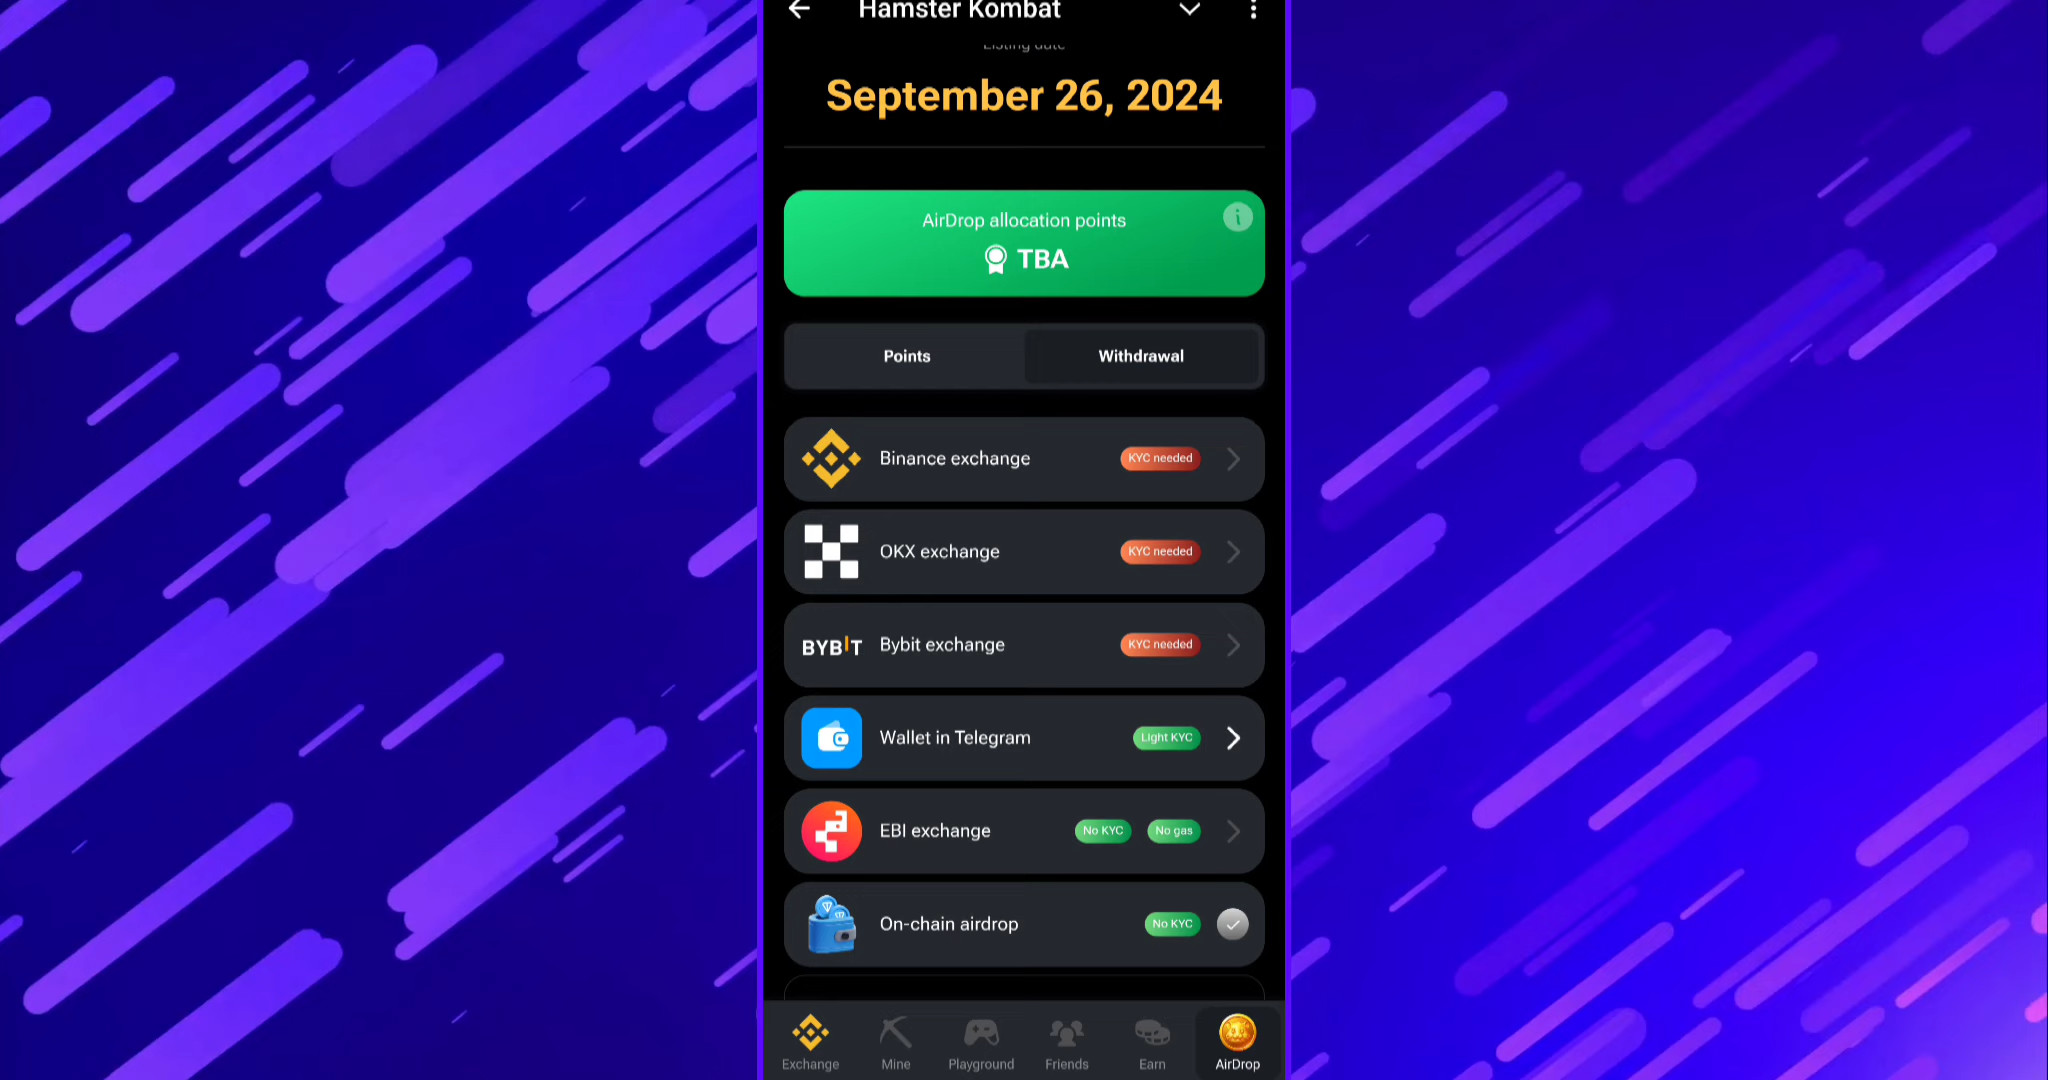 Hamster Kombat
Listing date
September 26, 2024
AirDrop allocation points
i
TBA
Points
Withdrawal
Binance exchange
KYC needed
OKX exchange
KYC needed
BYBIT
Bybit exchange
KYC needed
Wallet in Telegram
Light KYC
EBI exchange
No KYC
No gas
On-chain airdrop
No KYC
Exchange
Mine
Playground
Friends
Earn
AirDrop